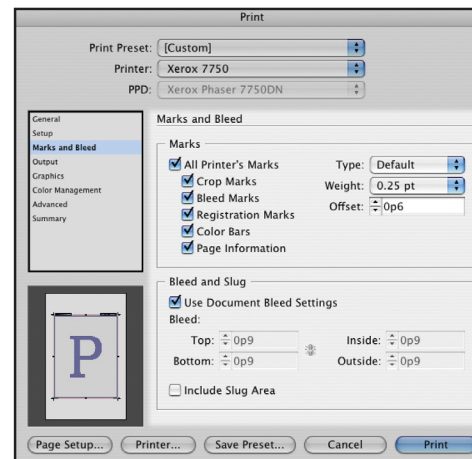 Print
Print Preset: [Custom]
Printer: Xerox 7750
PPD: Xerox Phaser 7750DN
General
Setup
Marks and Bleed
Output
Graphics
Color Management
Advanced
Summary
Marks and Bleed
Marks
All Printer's Marks
Crop Marks
Bleed Marks
Registration Marks
Color Bars
Page Information
Type: Default
Weight: 0.25 pt
Offset: 0p6
Bleed and Slug
Use Document Bleed Settings
Bleed:
Top: 0p9 Inside: 0p9
Bottom: 0p9 Outside: 0p9
Include Slug Area
P
Page Setup... Printer... Save Preset... Cancel Print